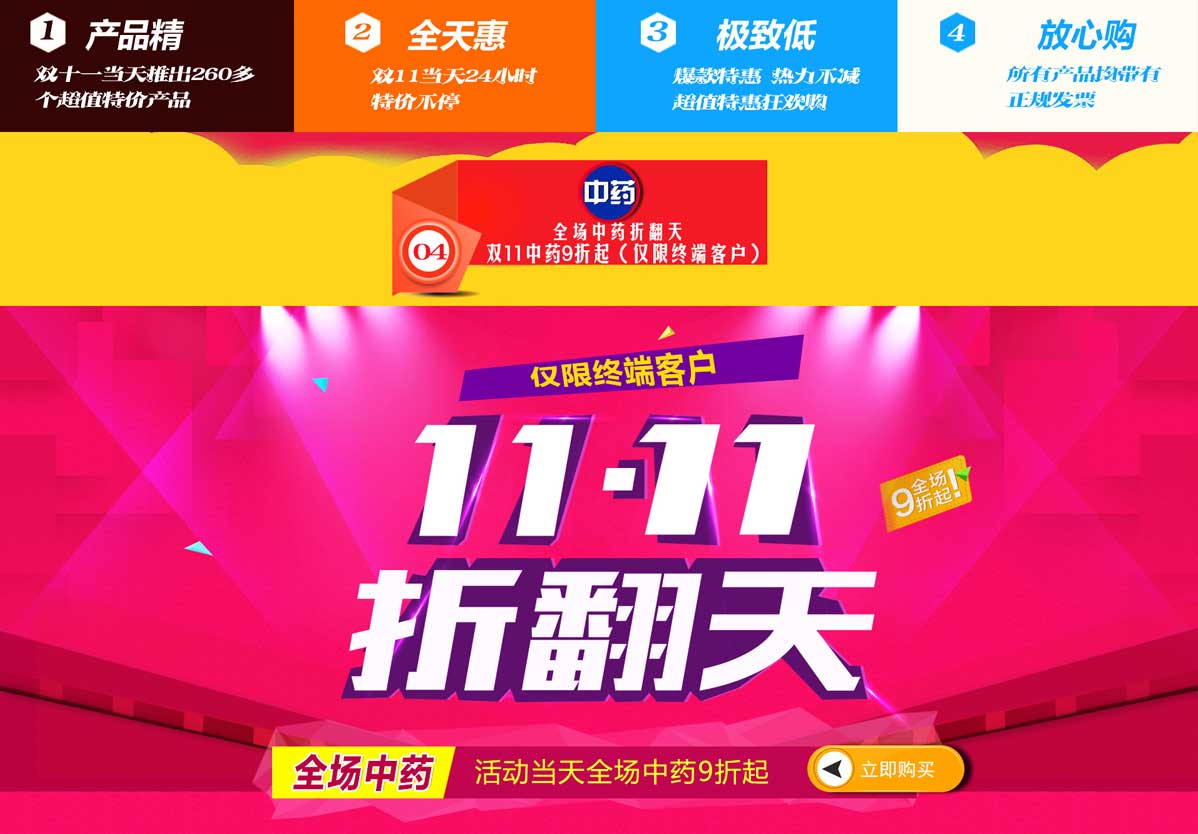 1 产品精
双十一当天推出260多
个超值特价产品
2 全天惠
双11当天24小时
特价不停
3 极致低
爆款特惠 热力不减
超值特惠狂欢购
4 放心购
所有产品均带有
正规发票
中药
04
全场中药折翻天
双11中药9折起（仅限终端客户）
仅限终端客户
11·11
9全场折起!
折翻天
全场中药
活动当天全场中药9折起
立即购买